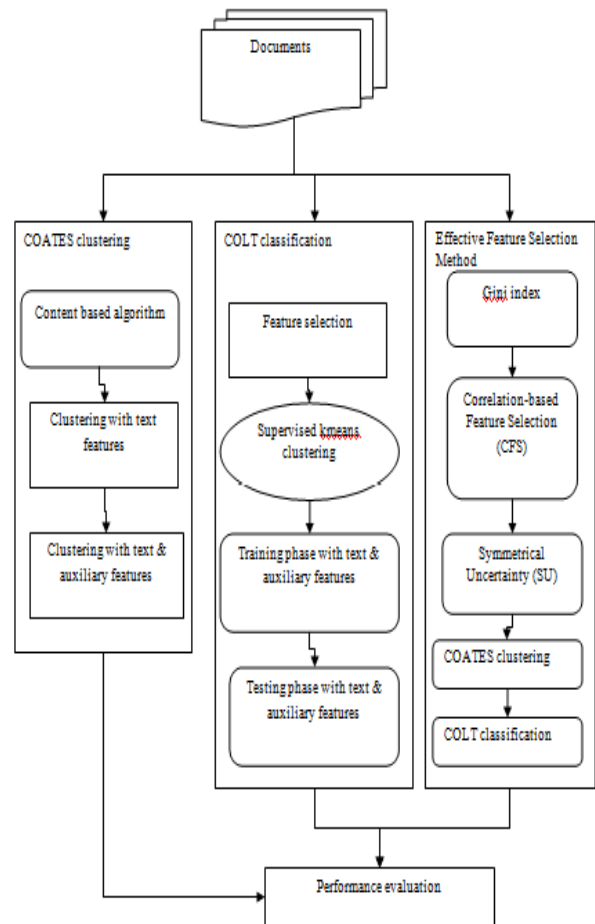 Documents
COATES clustering
Content based algorithm
Clustering with text
features
Clustering with text &
auxiliary features
COLT classification
Feature selection
Supervised kmeans
clustering
Training phase with text &
auxiliary features
Testing phase with text &
auxiliary features
Effective Feature Selection
Method
Gini index
Correlation-based
Feature Selection
(CFS)
Symmetrical
Uncertainty (SU)
COATES clustering
COLT classification
Performance evaluation